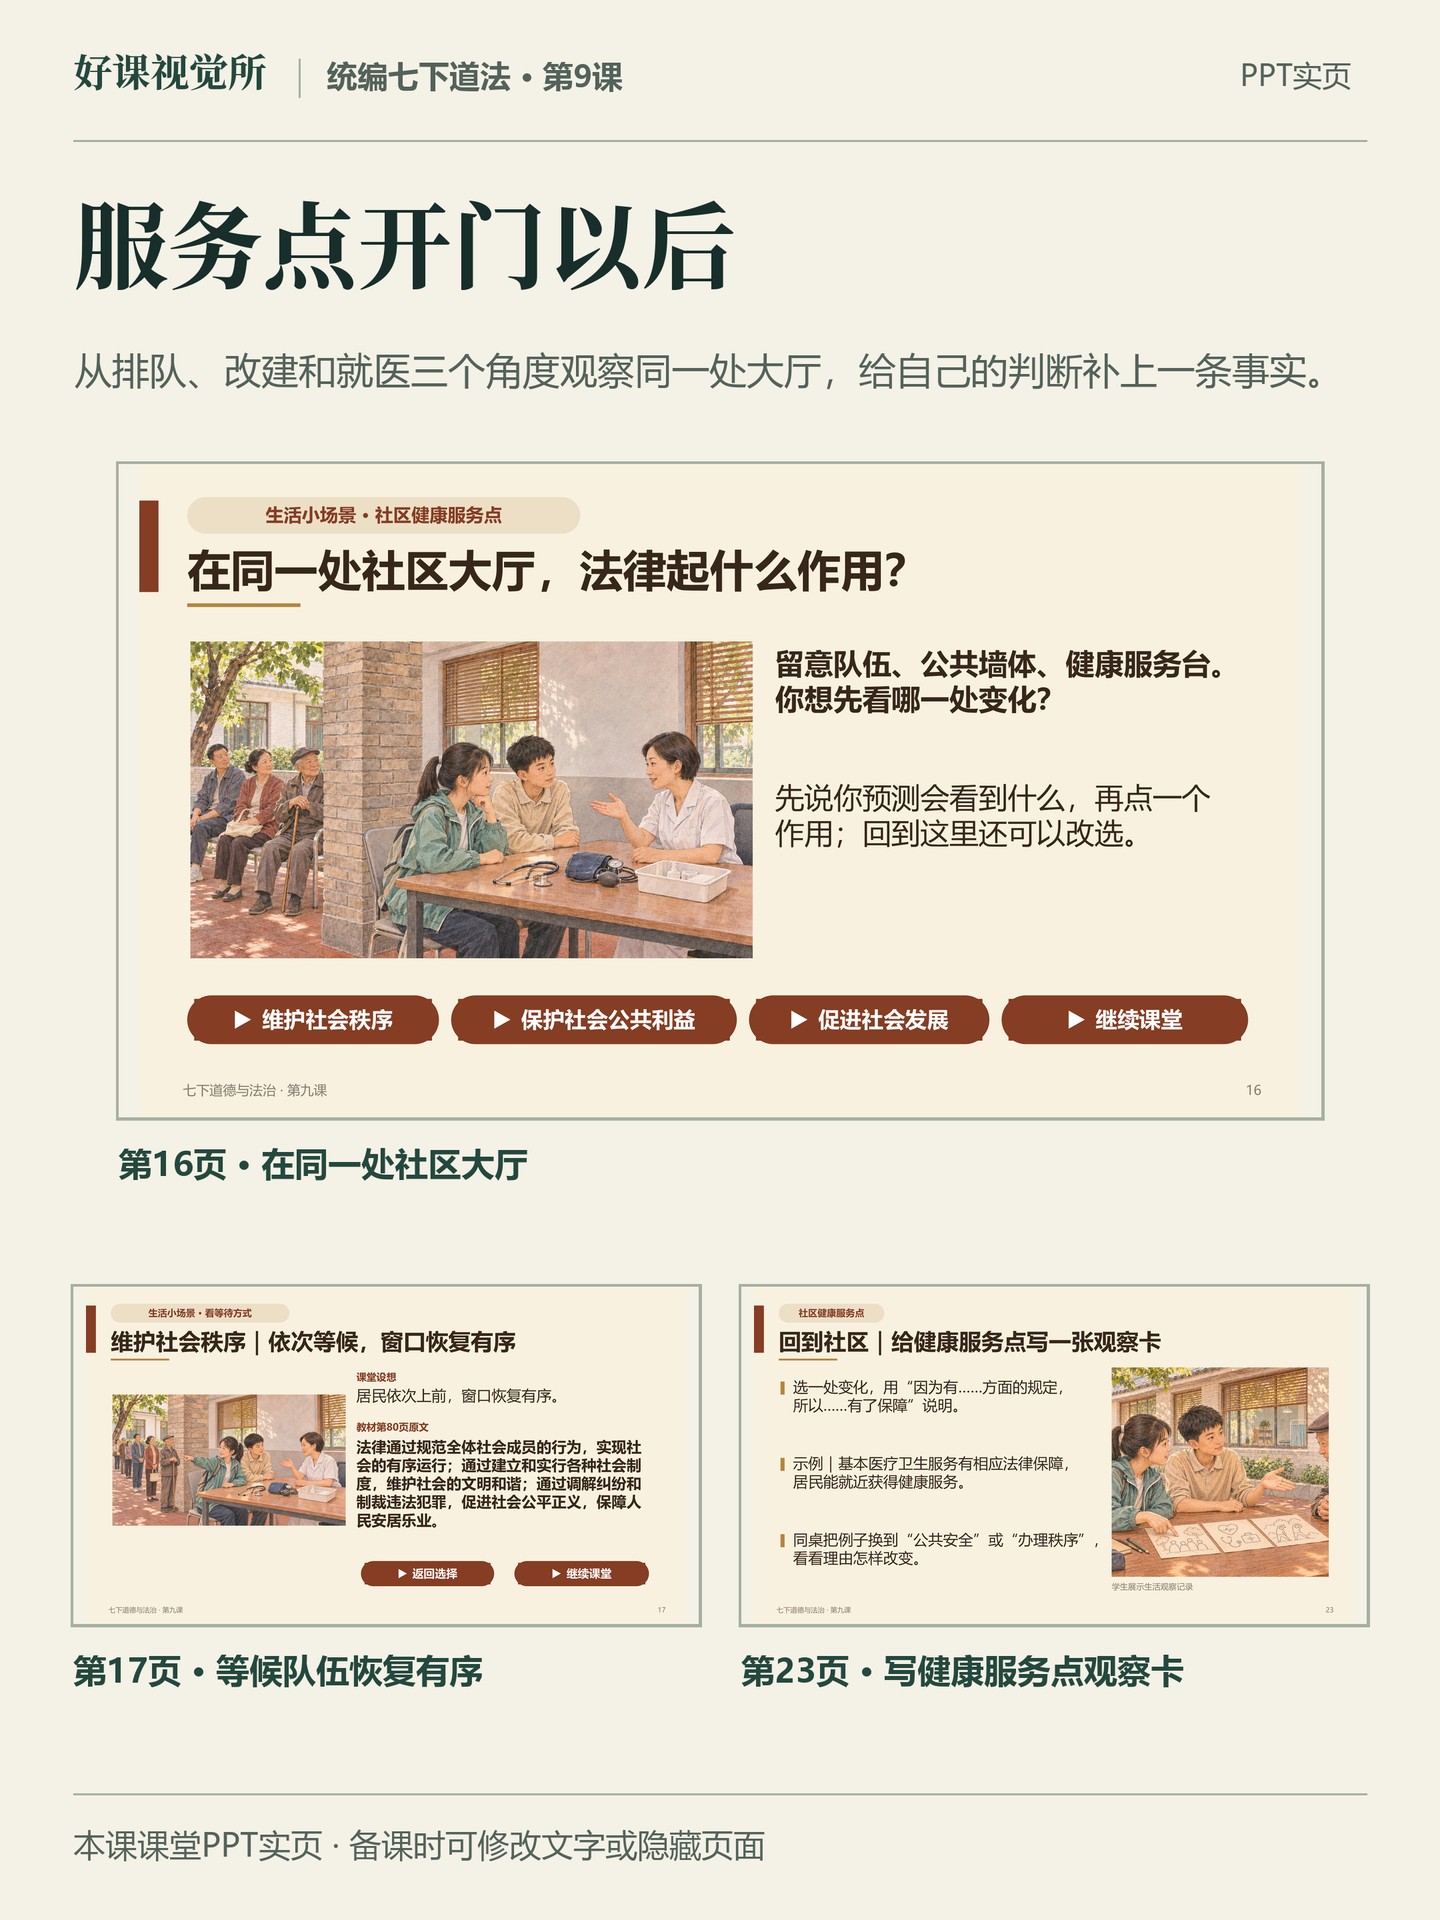 好课视觉所
统编七下道法·第9课
PPT实页
服务点开门以后
从排队、改建和就医三个角度观察同一处大厅，给自己的判断补上一条事实。
生活小场景·社区健康服务点
在同一处社区大厅，法律起什么作用？
留意队伍、公共墙体、健康服务台。
你想先看哪一处变化？
先说你预测会看到什么，再点一个
作用；回到这里还可以改选。
▶ 维护社会秩序
▶ 保护社会公共利益
▶ 促进社会发展
▶ 继续课堂
七下道德与法治·第九课
16
第16页·在同一处社区大厅
生活小场景·看等待方式
维护社会秩序｜依次等候，窗口恢复有序
课堂设想
居民依次上前，窗口恢复有序。
教材第80页原文
法律通过规范全体社会成员的行为，实现社
会的有序运行；通过建立和实行各种社会制
度，维护社会的文明和谐；通过调解纠纷和
制裁违法犯罪，促进社会公平正义，保障人
民安居乐业。
▶ 返回选择
▶ 继续课堂
七下道德与法治·第九课
17
第17页·等候队伍恢复有序
社区健康服务点
回到社区｜给健康服务点写一张观察卡
选一处变化，用“因为有……方面的规定，
所以……有了保障”说明。
示例｜基本医疗卫生服务有相应法律保障，
居民能就近获得健康服务。
同桌把例子换到“公共安全”或“办理秩序”，
看看理由怎样改变。
学生展示生活观察记录
七下道德与法治·第九课
23
第23页·写健康服务点观察卡
本课课堂PPT实页·备课时可修改文字或隐藏页面